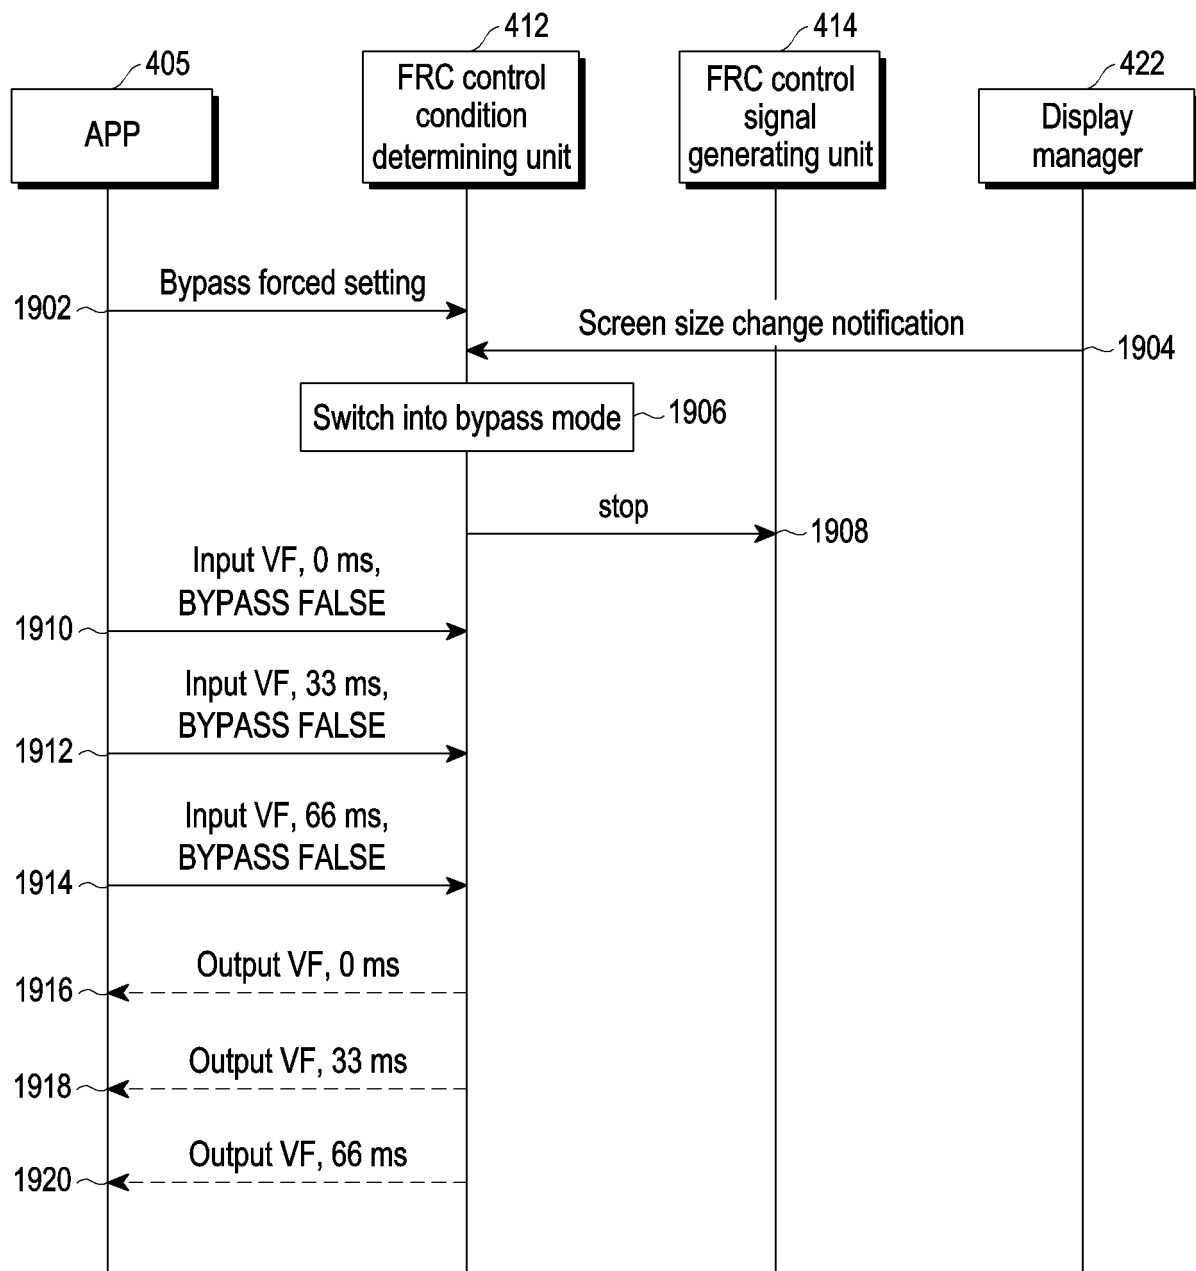 412
414
405
422
FRC control
condition
determining unit
FRC control
signal
generating unit
APP
Display
manager
Bypass forced setting
1902
Screen size change notification
1904
Switch into bypass mode
1906
stop
1908
Input VF, 0 ms,
BYPASS FALSE
1910
Input VF, 33 ms,
BYPASS FALSE
1912
Input VF, 66 ms,
BYPASS FALSE
1914
Output VF, 0 ms
1916
Output VF, 33 ms
1918
Output VF, 66 ms
1920